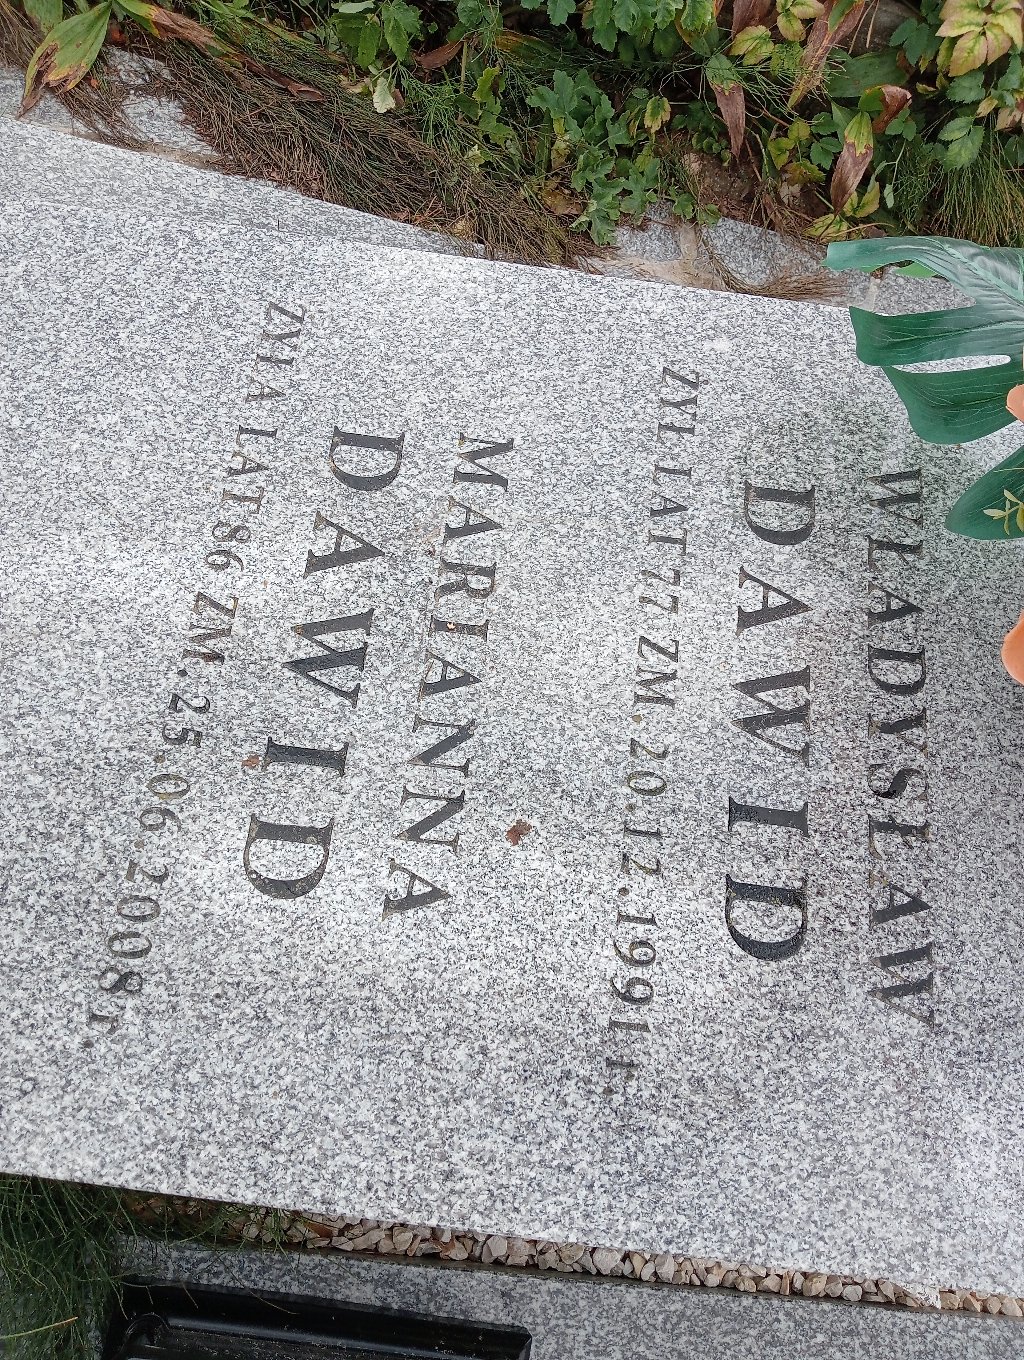 WŁADYSŁAW
DAWID
ŻYŁ LAT 77 ZM. 20.12.1991 r.
MARIANNA
DAWID
ŻYŁA LAT 86 ZM. 25.06.2008 r.